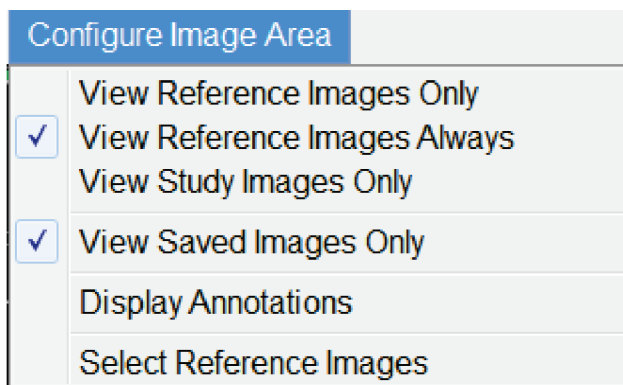 Configure Image Area
View Reference Images Only
View Reference Images Always
View Study Images Only
View Saved Images Only
Display Annotations
Select Reference Images